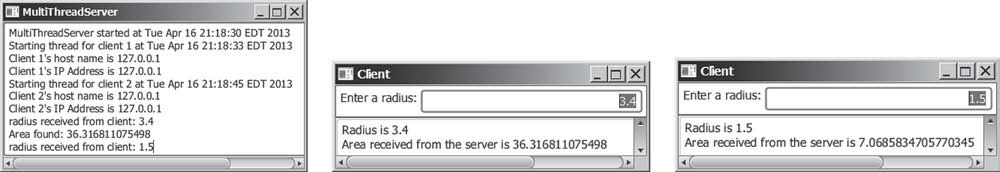 MultiThreadServer
MultiThreadServer started at Tue Apr 16 21:18:30 EDT 2013
Starting thread for client 1 at Tue Apr 16 21:18:33 EDT 2013
Client 1's host name is 127.0.0.1
Client 1's IP Address is 127.0.0.1
Starting thread for client 2 at Tue Apr 16 21:18:45 EDT 2013
Client 2's host name is 127.0.0.1
Client 2's IP Address is 127.0.0.1
radius received from client: 3.4
Area found: 36.316811075498
radius received from client: 1.5
Client
Enter a radius: 3.4
Radius is 3.4
Area received from the server is 36.316811075498
Client
Enter a radius: 1.5
Radius is 1.5
Area received from the server is 7.0685834705770345